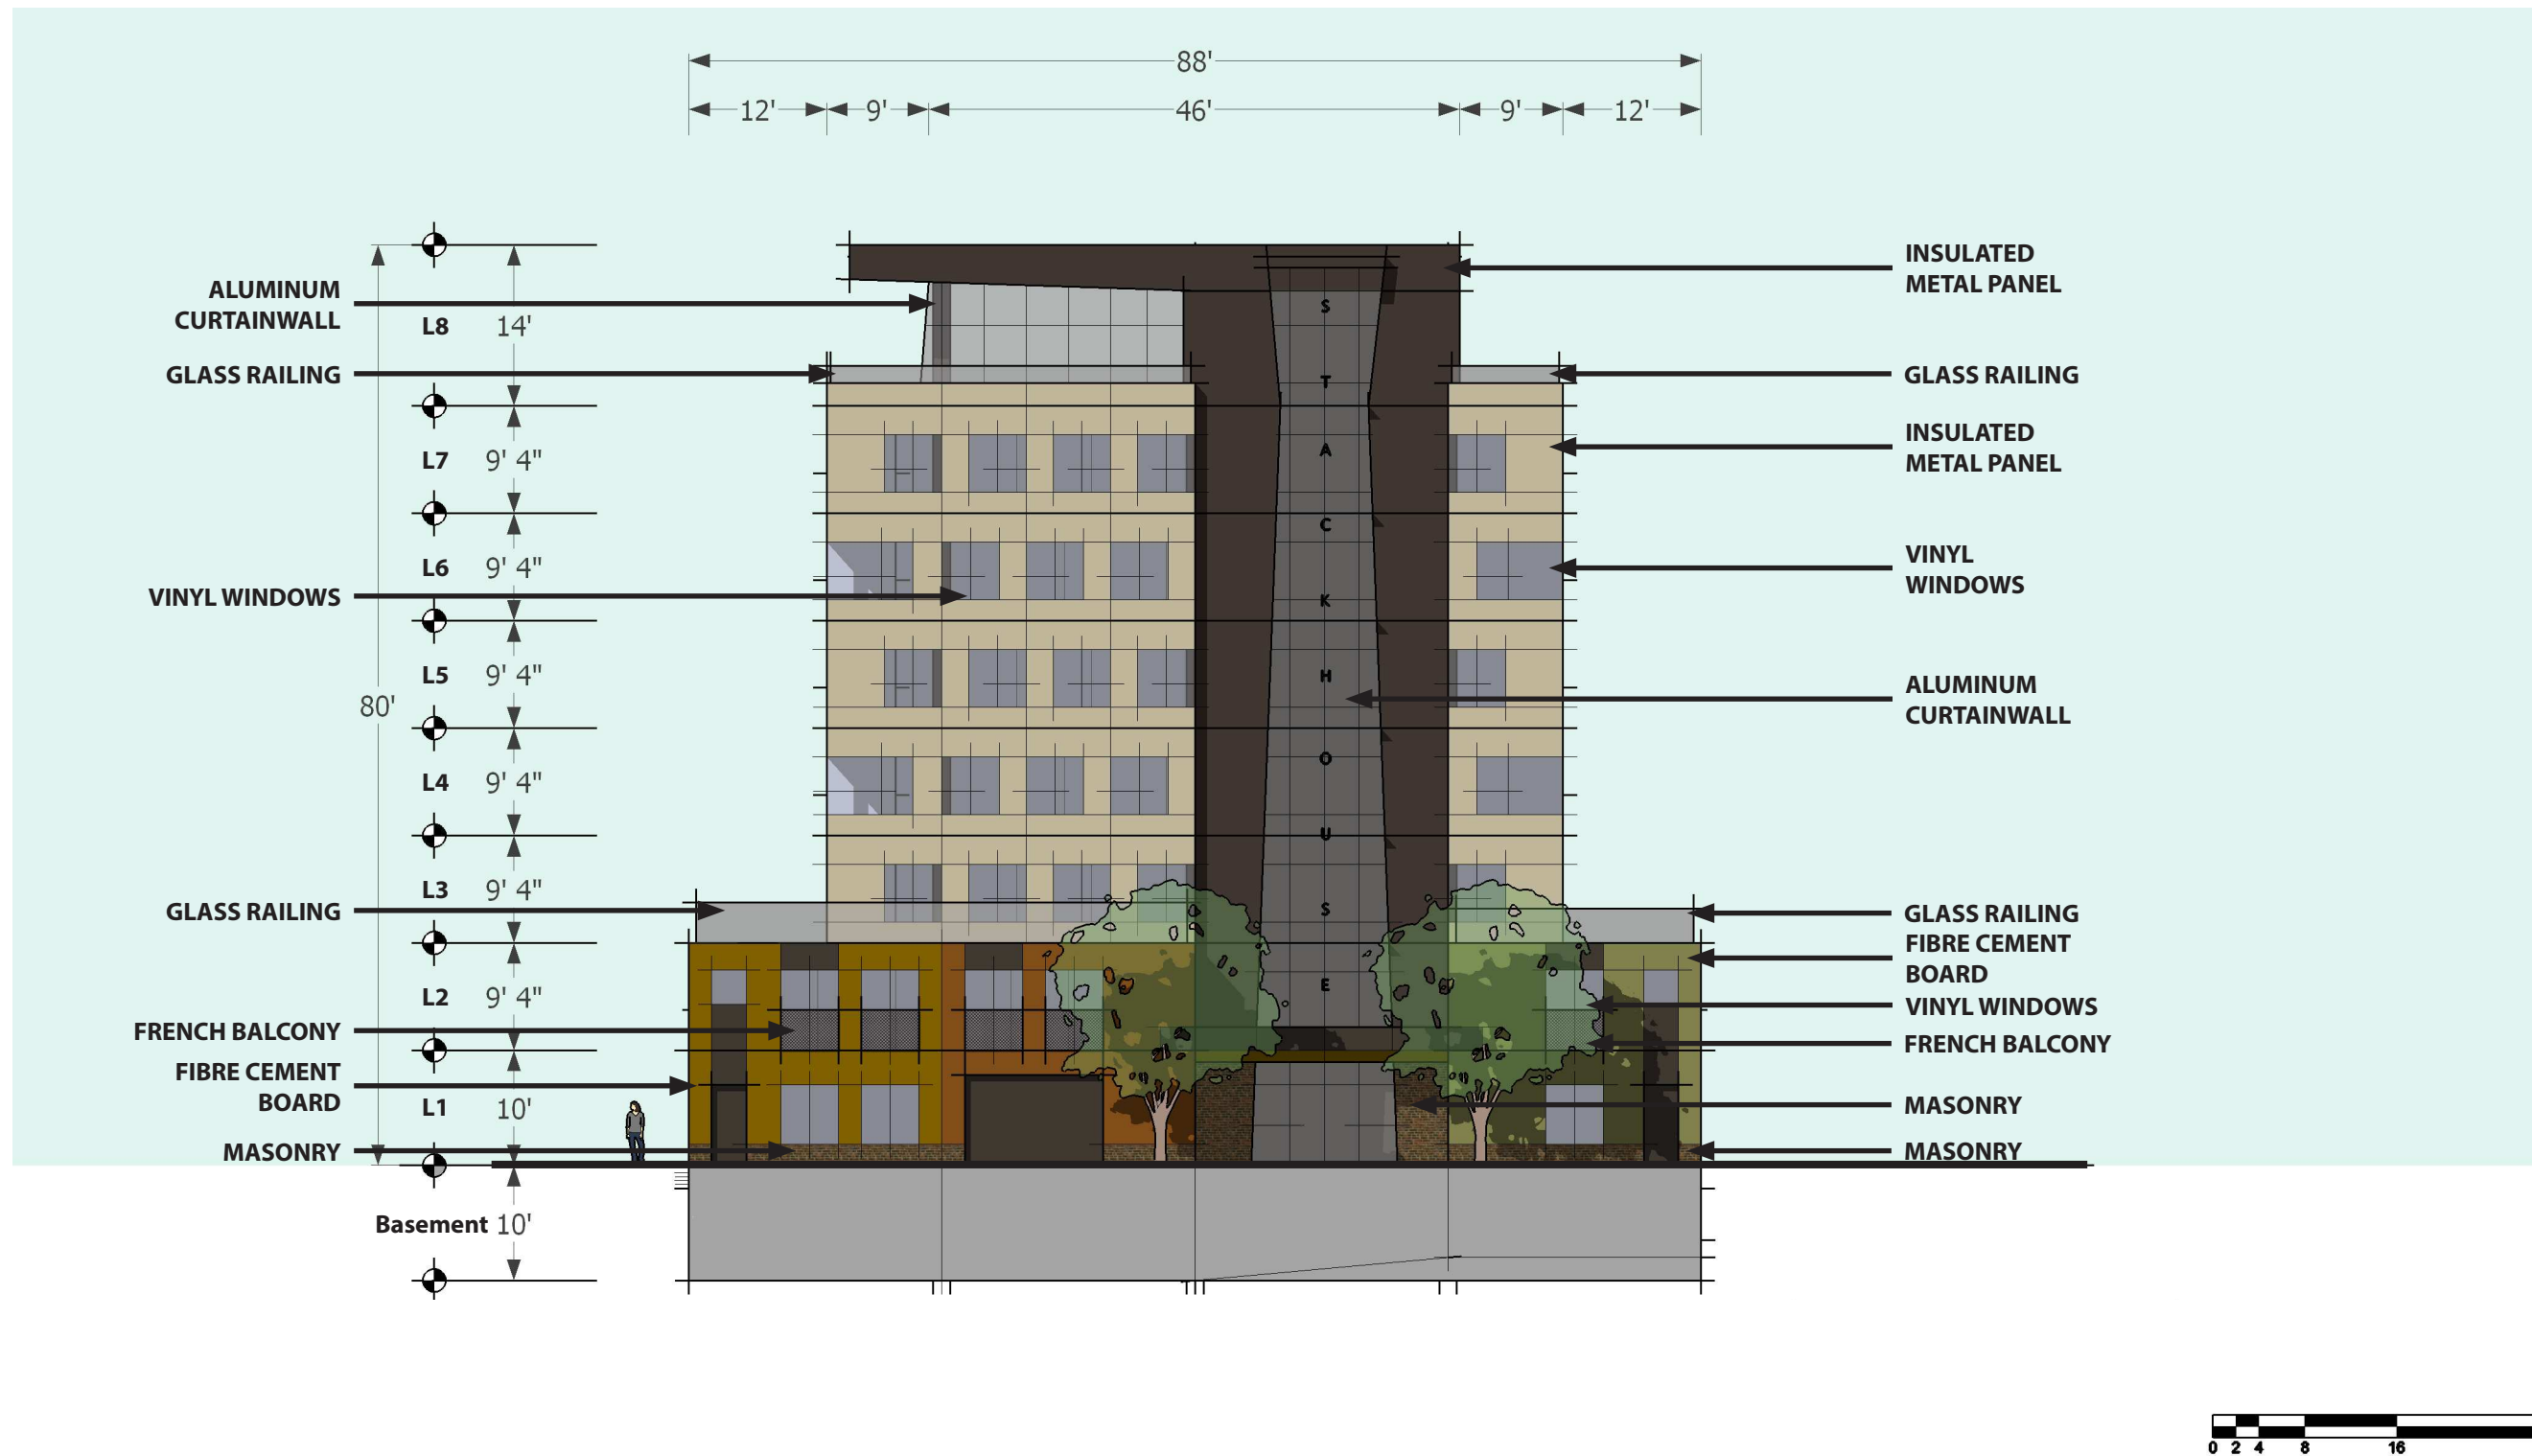 88'
12' 9' 46' 9' 12'
ALUMINUM
CURTAINWALL
GLASS RAILING
VINYL WINDOWS
GLASS RAILING
FRENCH BALCONY
FIBRE CEMENT
BOARD
MASONRY
80'
L8 14'
L7 9' 4"
L6 9' 4"
L5 9' 4"
L4 9' 4"
L3 9' 4"
L2 9' 4"
L1 10'
Basement 10'
S
T
A
C
K
H
O
U
S
E
INSULATED
METAL PANEL
GLASS RAILING
INSULATED
METAL PANEL
VINYL
WINDOWS
ALUMINUM
CURTAINWALL
GLASS RAILING
FIBRE CEMENT
BOARD
VINYL WINDOWS
FRENCH BALCONY
MASONRY
MASONRY
0 2 4 8 16